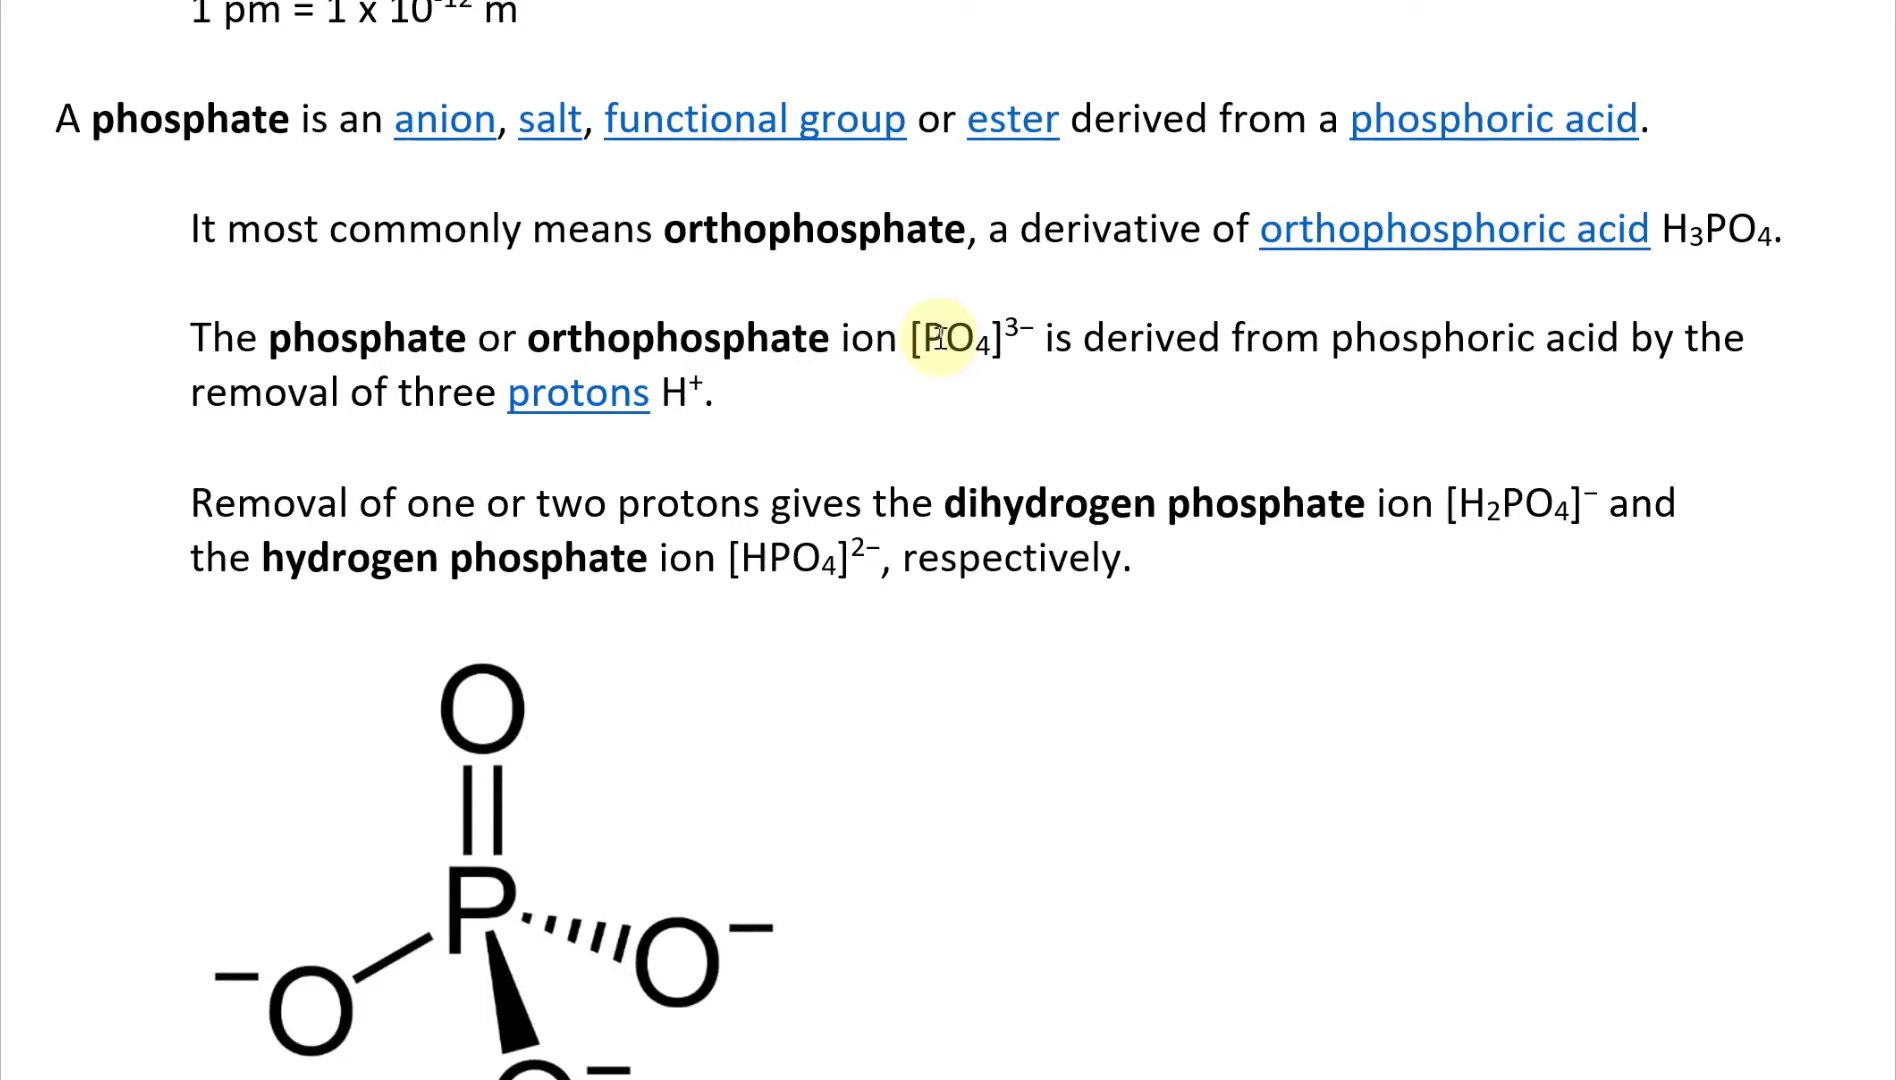 1 pm = 1 x 10⁻¹² m
A phosphate is an anion, salt, functional group or ester derived from a phosphoric acid.
It most commonly means orthophosphate, a derivative of orthophosphoric acid H₃PO₄.
The phosphate or orthophosphate ion [PO₄]³⁻ is derived from phosphoric acid by the
removal of three protons H⁺.
Removal of one or two protons gives the dihydrogen phosphate ion [H₂PO₄]⁻ and
the hydrogen phosphate ion [HPO₄]²⁻, respectively.
O
P
O⁻
⁻O
O⁻